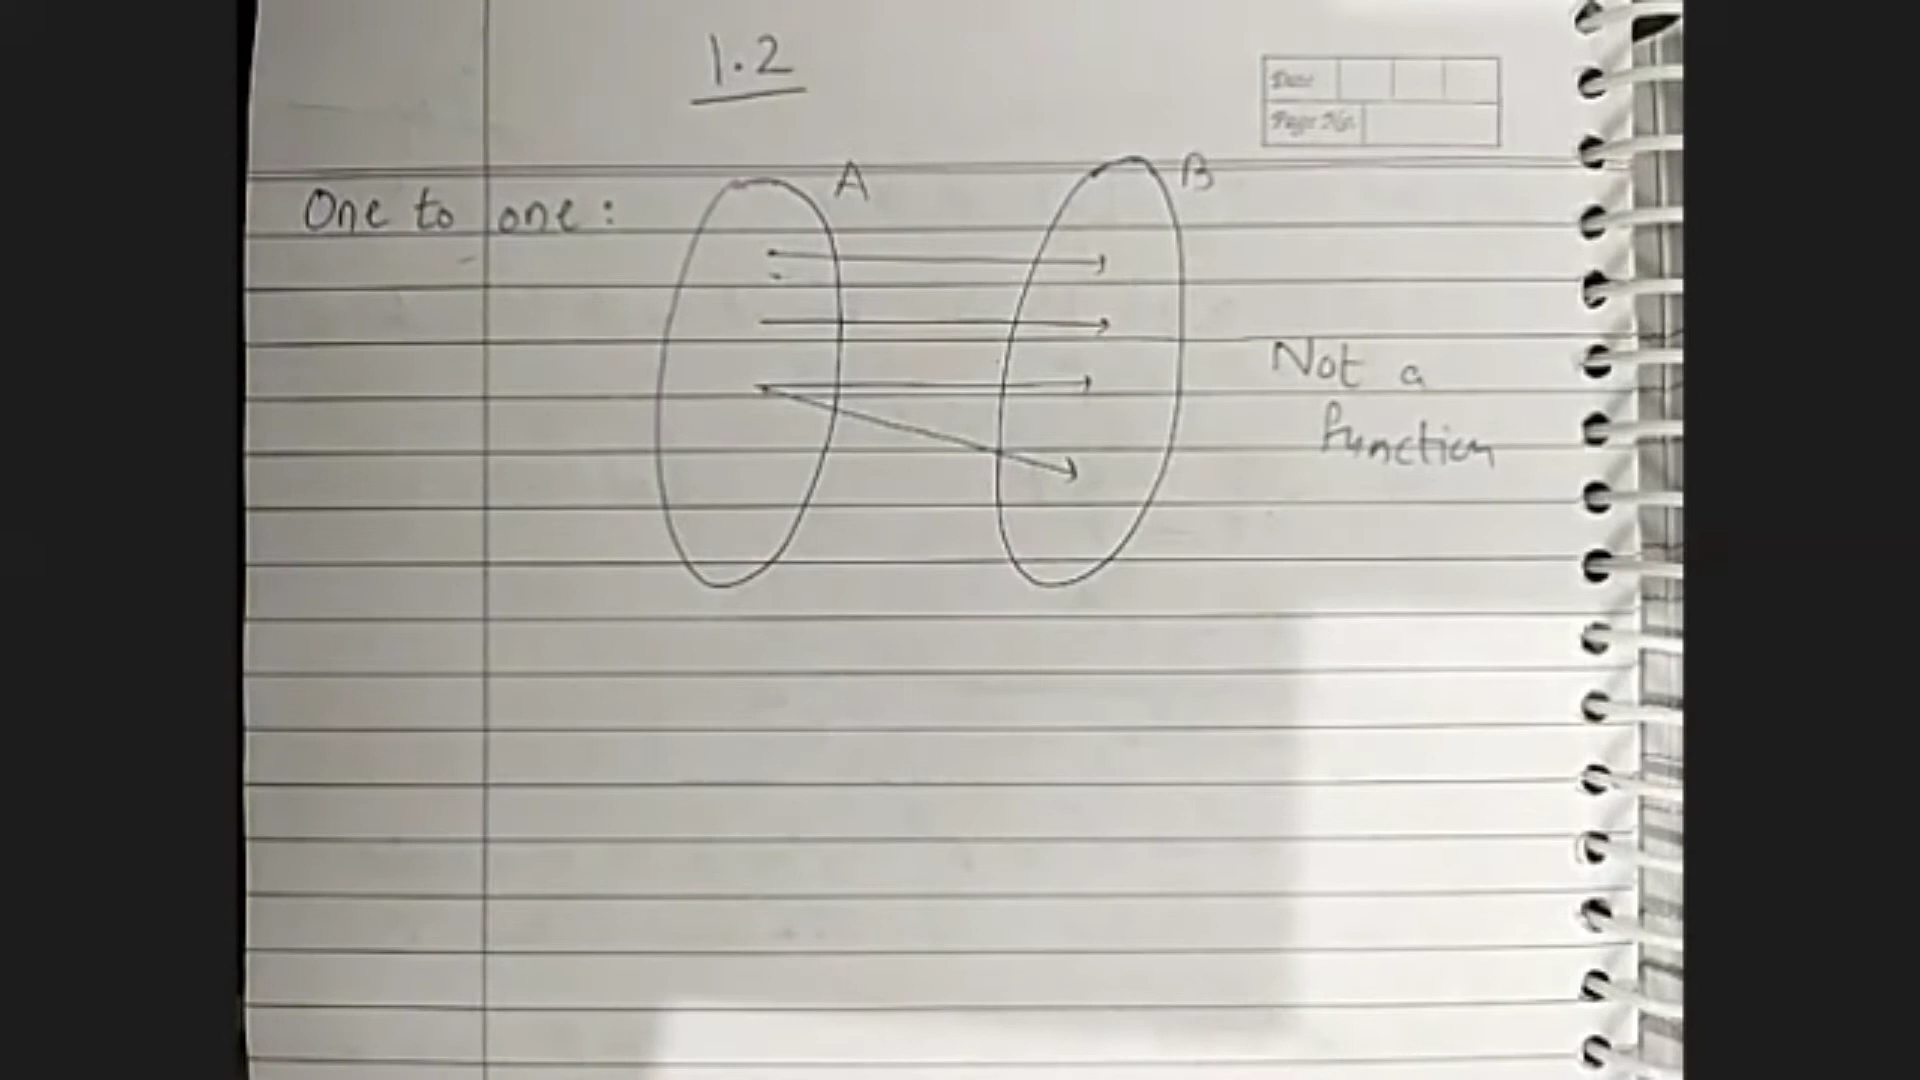 1.2
Date
Page No.
A
B
One to one :
Not a
function